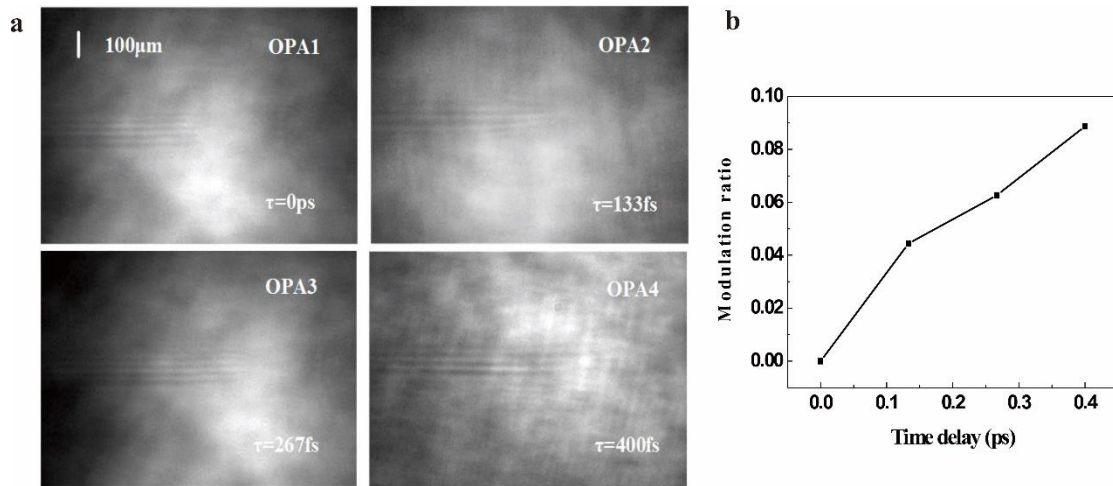 a
100μm
OPA1
τ=0ps
OPA2
τ=133fs
OPA3
τ=267fs
OPA4
τ=400fs
b
Modulation ratio
0.10
0.08
0.06
0.04
0.02
0.00
0.0 0.1 0.2 0.3 0.4
Time delay (ps)